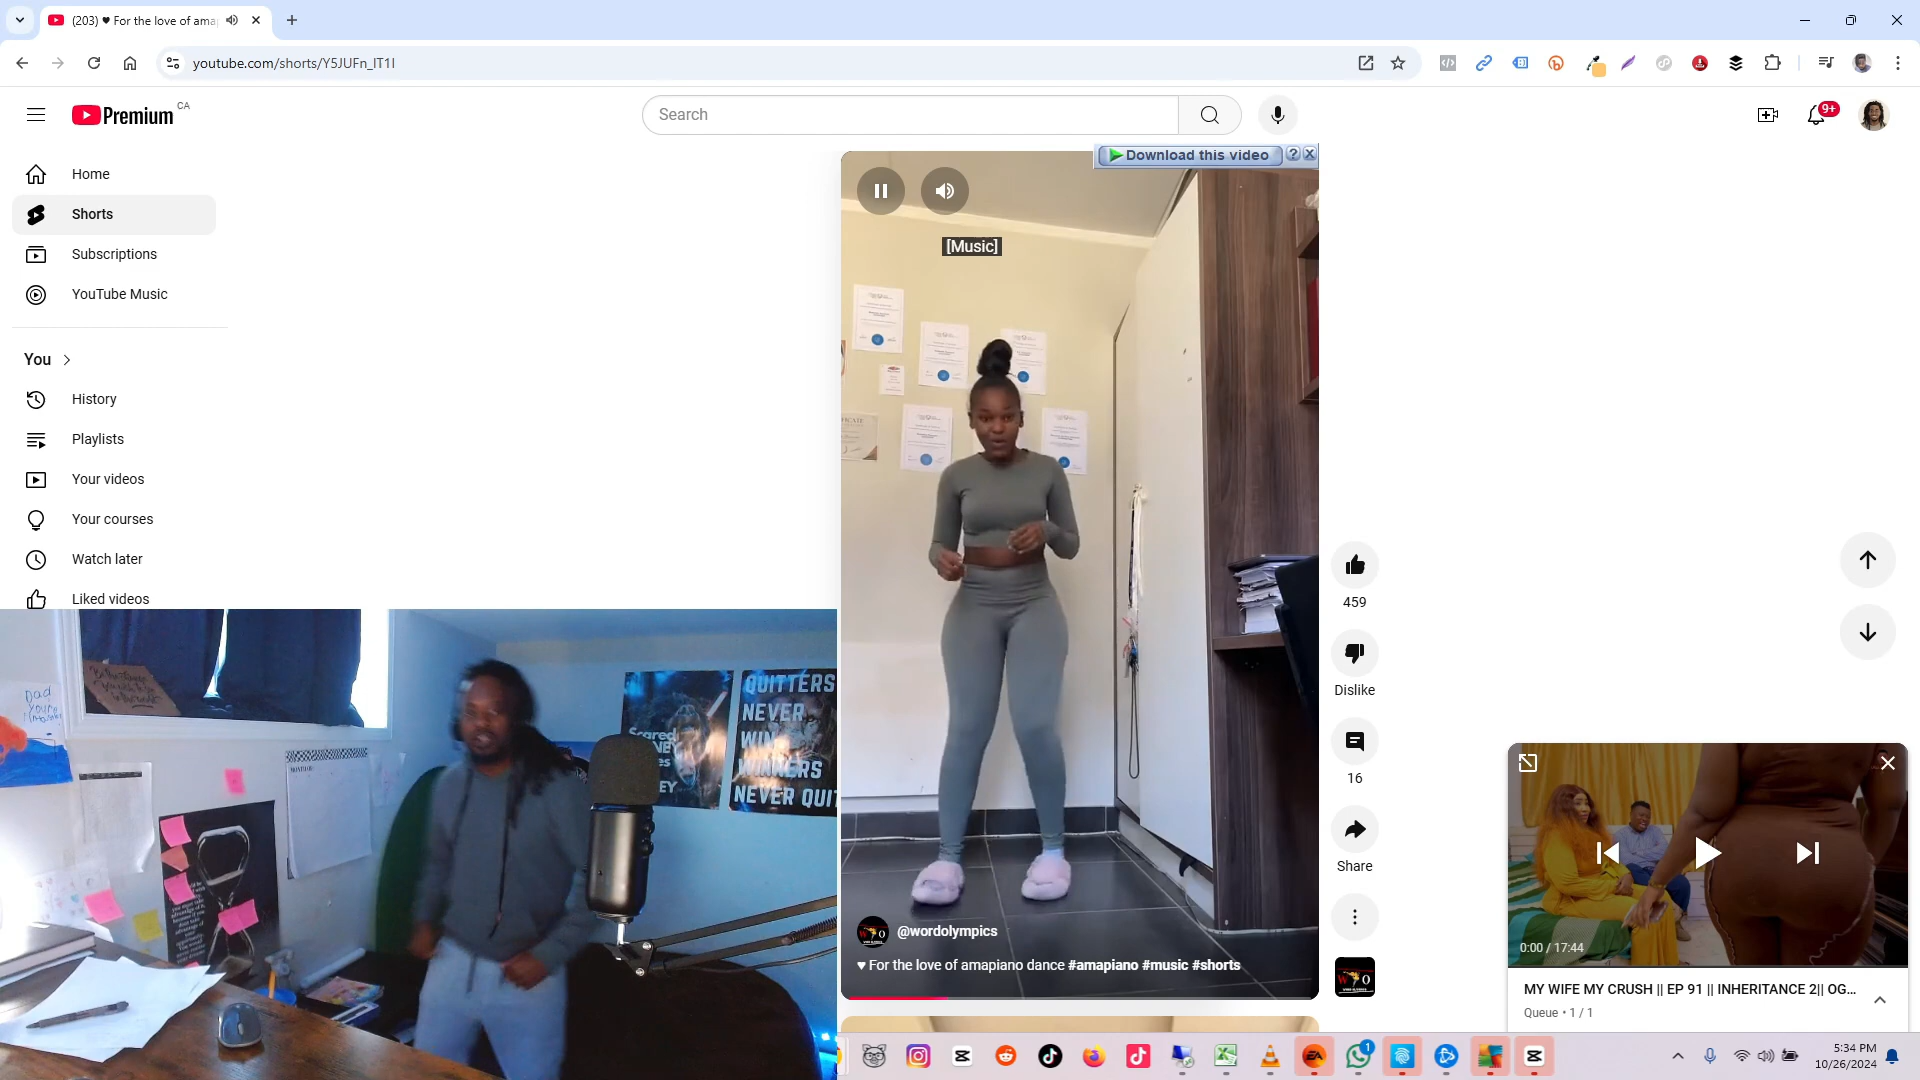 (203) ♥ For the love of ama
youtube.com/shorts/Y5JUFn_IT1I
Premium CA
Search
9+
Download this video
Home
Shorts
Subscriptions
YouTube Music
You
History
Playlists
Your videos
Your courses
Watch later
Liked videos
[Music]
459
Dislike
16
Share
@wordolympics
♥ For the love of amapiano dance #amapiano #music #shorts
0:00 / 17:44
MY WIFE MY CRUSH || EP 91 || INHERITANCE 2|| OG...
Queue • 1 / 1
Dad
QUITTERS
NEVER
WINNERS
NEVER QUIT
Scared
1
5:34 PM
10/26/2024